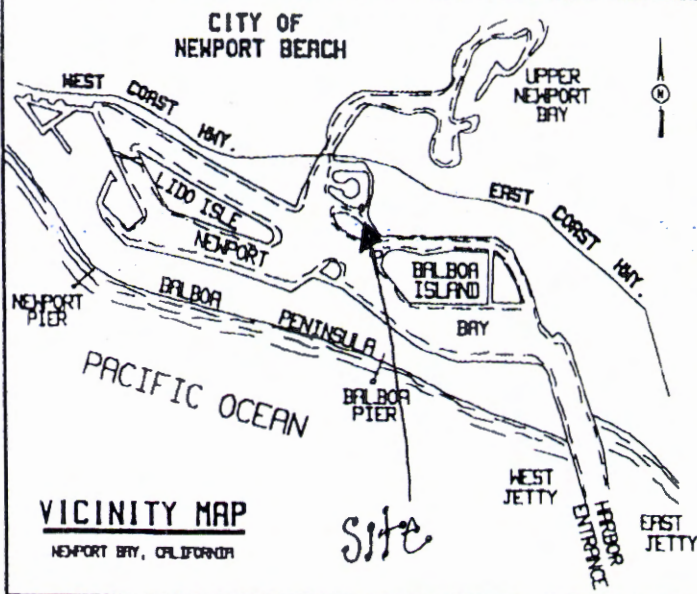 CITY OF
NEWPORT BEACH
WEST COAST HWY.
UPPER
NEWPORT
BAY
N
LIDO ISLE
NEWPORT
EAST COAST HWY.
BALBOA
ISLAND
BAY
NEWPORT
PIER
BALBOA PENINSULA
PACIFIC OCEAN
BALBOA
PIER
WEST
JETTY
HARBOR
ENTRANCE
EAST
JETTY
VICINITY MAP
NEWPORT BAY, CALIFORNIA
Site